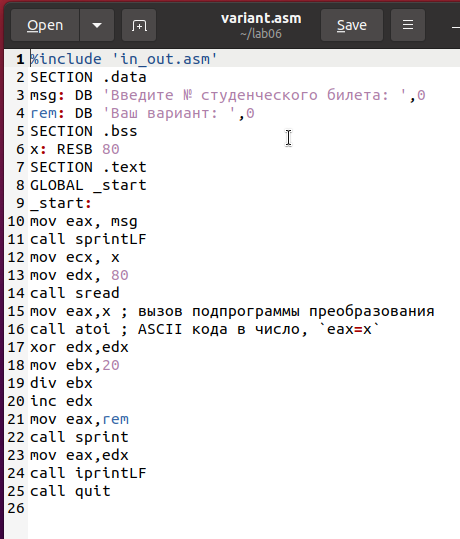 Open
variant.asm
~/lab06
Save
1 %include 'in_out.asm'
2 SECTION .data
3 msg: DB 'Введите № студенческого билета: ',0
4 rem: DB 'Ваш вариант: ',0
5 SECTION .bss
6 x: RESB 80
7 SECTION .text
8 GLOBAL _start
9 _start:
10 mov eax, msg
11 call sprintLF
12 mov ecx, x
13 mov edx, 80
14 call sread
15 mov eax,x ; вызов подпрограммы преобразования
16 call atoi ; ASCII кода в число, `eax=x`
17 xor edx,edx
18 mov ebx,20
19 div ebx
20 inc edx
21 mov eax,rem
22 call sprint
23 mov eax,edx
24 call iprintLF
25 call quit
26